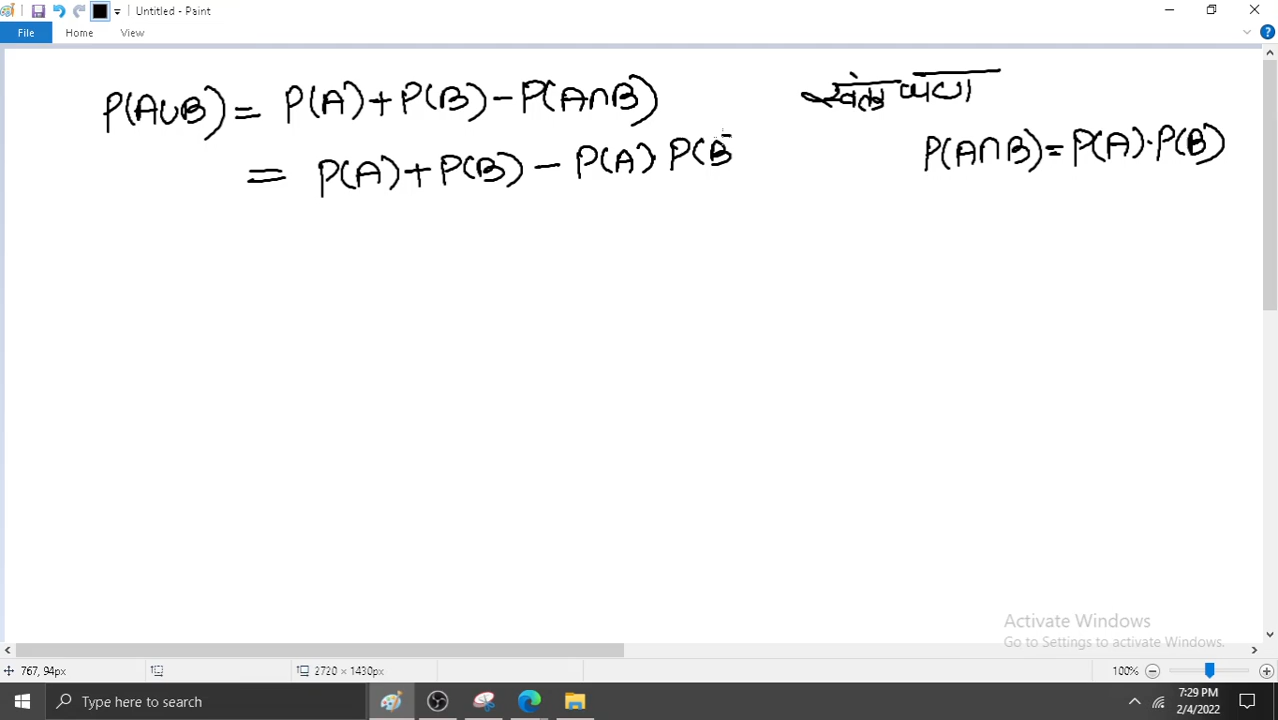 Untitled - Paint
File Home View
P(A∪B) = P(A)+P(B)-P(A∩B)
= P(A)+P(B)-P(A)·P(B
P(A∩B)=P(A)·P(B)
Activate Windows
Go to Settings to activate Windows.
767, 94px
2720 × 1430px
100%
Type here to search
7:29 PM
2/4/2022